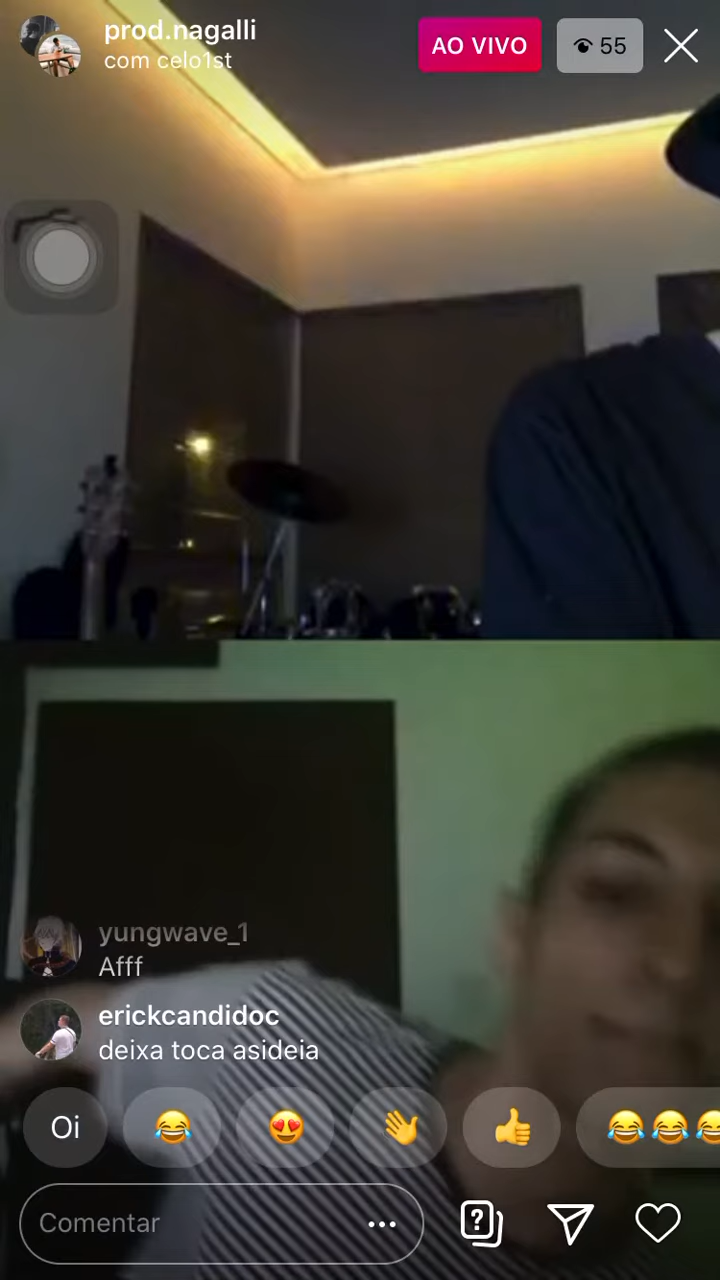 prod.nagalli
com celo1st
AO VIVO
55
yungwave_1
Afff
erickcandidoc
deixa toca asideia
Oi
Comentar